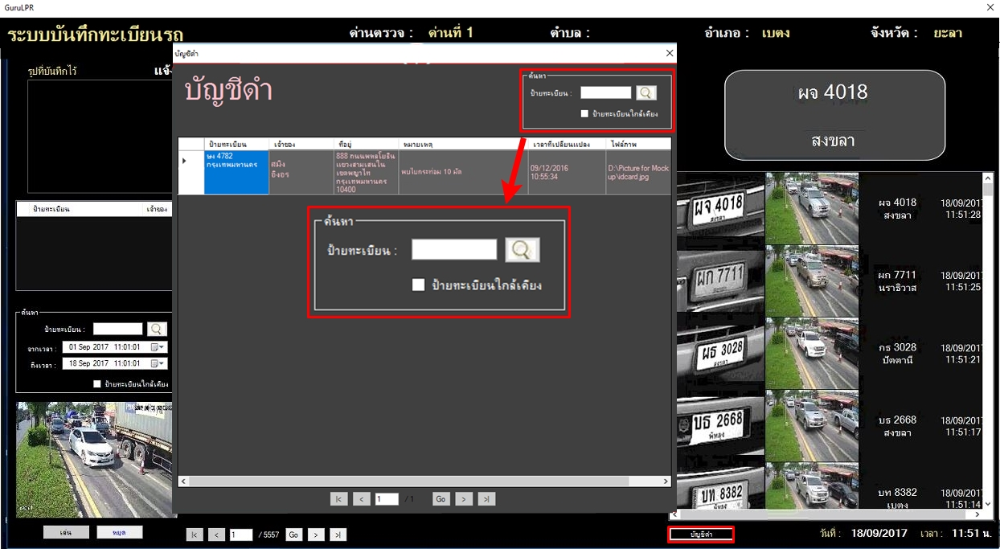 GuruLPR
ระบบบันทึกทะเบียนรถ
ด่านตรวจ : ด่านที่ 1
ตำบล :
อำเภอ : เบตง
จังหวัด : ยะลา
รูปที่บันทึกไว้
แจ้ง
ป้ายทะเบียน เจ้าของ
ค้นหา
ป้ายทะเบียน :
จากเวลา : 01 Sep 2017 11:01:01
ถึงเวลา : 18 Sep 2017 11:01:01
ป้ายทะเบียนใกล้เคียง
เล่น หยุด
บัญชีดำ
บัญชีดำ
ค้นหา
ป้ายทะเบียน :
ป้ายทะเบียนใกล้เคียง
ป้ายทะเบียน เจ้าของ ที่อยู่ หมายเหตุ เวลาที่เปลี่ยนแปลง ไฟล์ภาพ
ษง 4782
กรุงเทพมหานคร
สมิง
ถึงอร
888 ถนนพหลโยธิน
แขวงสามเสนใน
เขตพญาไท
กรุงเทพมหานคร
10400
พบใบกระท่อม 10 มัด
09/12/2016
10:55:34
D:\Picture for Mock
up\idcard.jpg
ค้นหา
ป้ายทะเบียน :
ป้ายทะเบียนใกล้เคียง
|< < 1 / 1 Go > >|
|< < 1 / 5557 Go > >|
ผจ 4018
สงขลา
ผจ 4018
สงขลา
ผจ 4018
สงขลา
18/09/2017
11:51:28
ผก 7711
ผก 7711
นราธิวาส
18/09/2017
11:51:25
ผธ 3028
กธ 3028
ปัตตานี
18/09/2017
11:51:21
บธ 2668
พัทลุง
บธ 2668
สงขลา
18/09/2017
11:51:17
บท 8382
พัทลุง
บท 8382
เบตง
18/09/2017
11:51:14
บัญชีดำ
วันที่ : 18/09/2017 เวลา : 11:51 น.